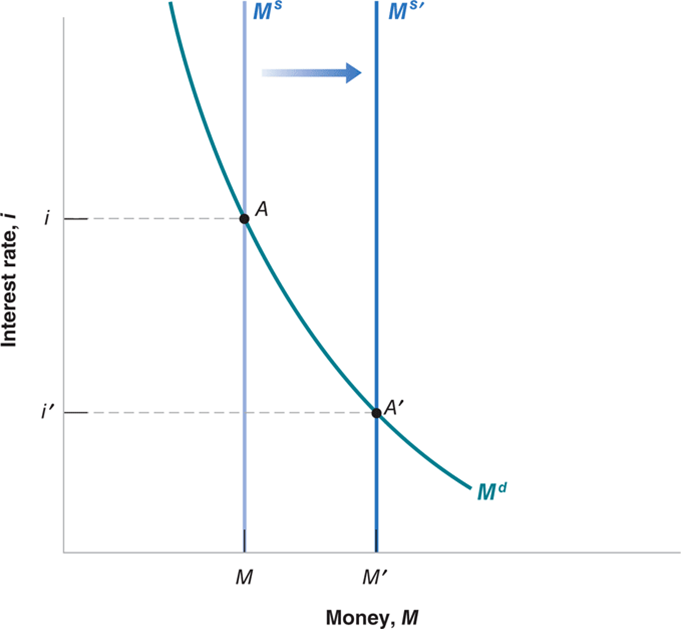 Mˢ
Mˢ′
A
i
Interest rate, i
i′
A′
Mᵈ
M
M′
Money, M